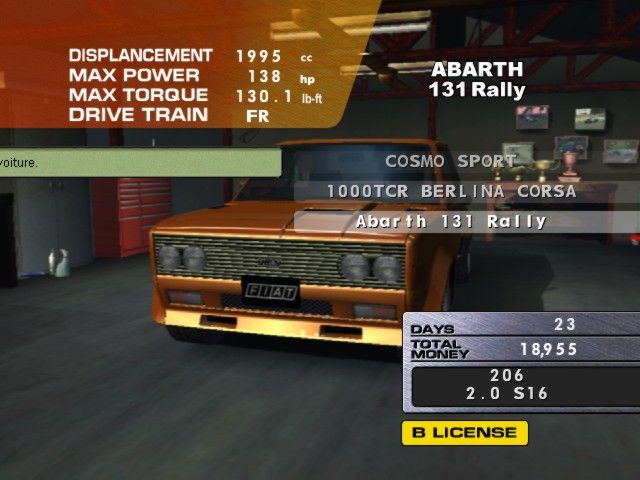 DISPLANCEMENT 1995 cc
MAX POWER 138 hp
MAX TORQUE 130.1 lb-ft
DRIVE TRAIN FR
ABARTH
131 Rally
voiture.
COSMO SPORT
1000TCR BERLINA CORSA
Abarth 131 Rally
FIAT
DAYS 23
TOTAL MONEY 18,955
206
2.0 S16
B LICENSE